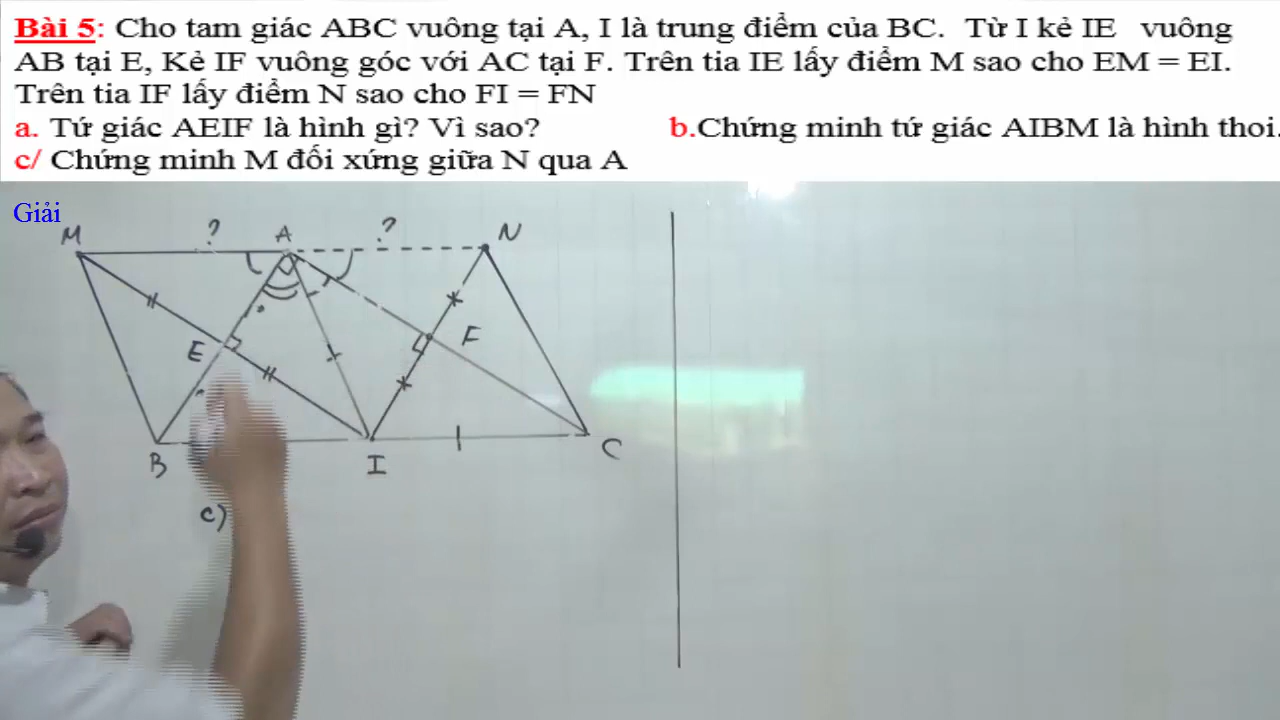 Bài 5: Cho tam giác ABC vuông tại A, I là trung điểm của BC. Từ I kẻ IE vuông
AB tại E, Kẻ IF vuông góc với AC tại F. Trên tia IE lấy điểm M sao cho EM = EI.
Trên tia IF lấy điểm N sao cho FI = FN
a. Tứ giác AEIF là hình gì? Vì sao? b.Chứng minh tứ giác AIBM là hình thoi.
c/ Chứng minh M đối xứng giữa N qua A
Giải
M ? A ? N
E F
B I C
c)